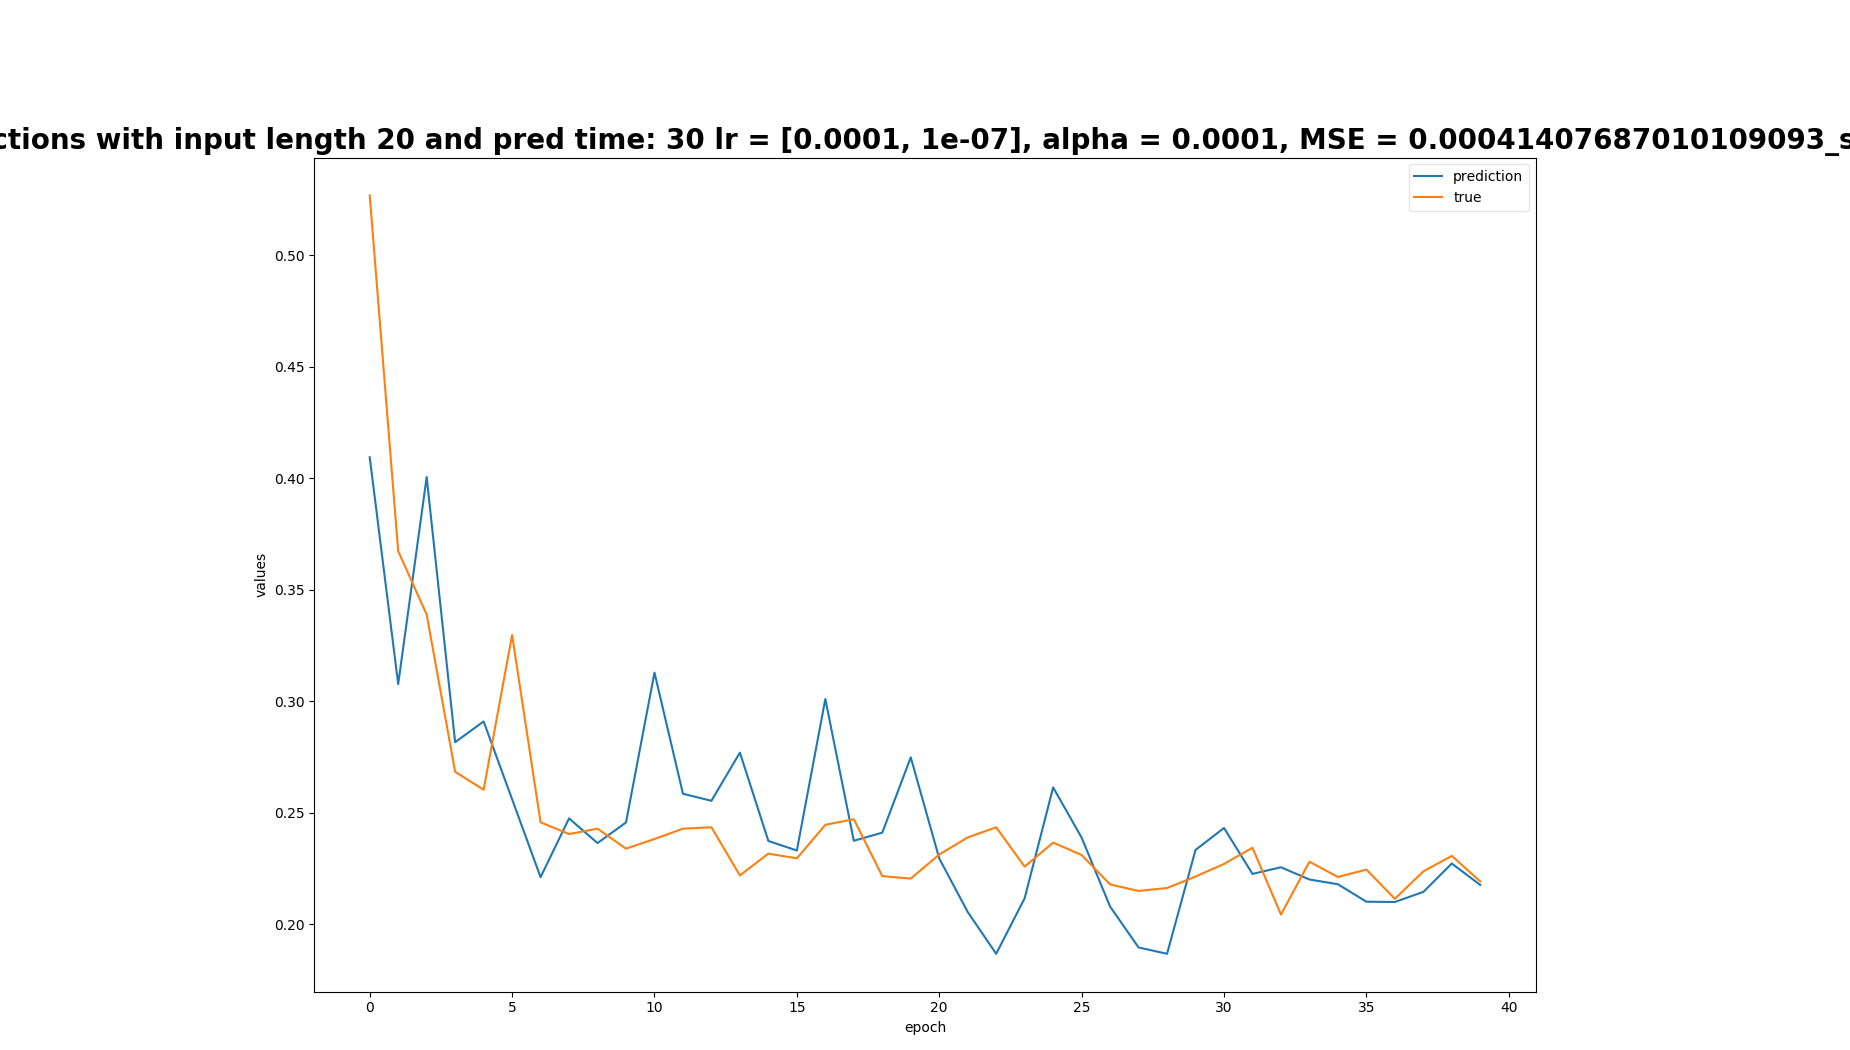 ctions with input length 20 and pred time: 30 lr = [0.0001, 1e-07], alpha = 0.0001, MSE = 0.00041407687010109093_s
prediction
true
0.50
0.45
0.40
0.35
0.30
0.25
0.20
values
0 5 10 15 20 25 30 35 40
epoch